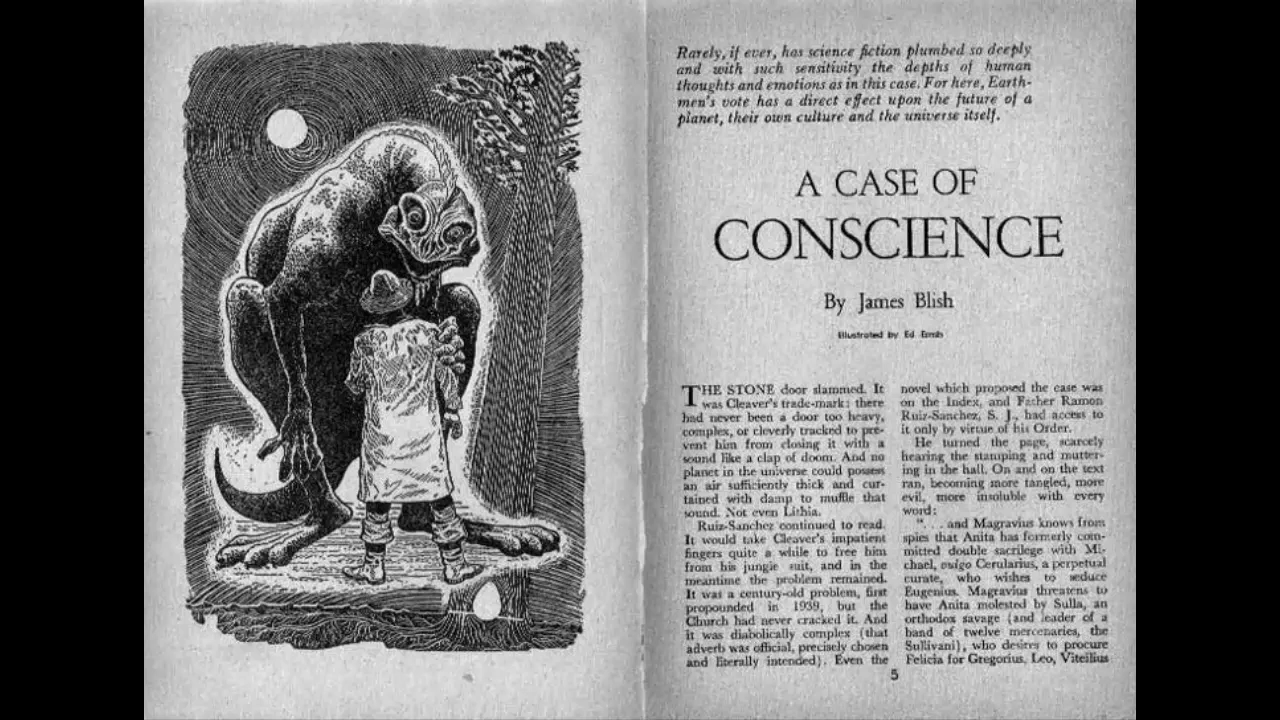 Rarely, if ever, has science fiction plumbed so deeply
and with such sensitivity the depths of human
thoughts and emotions as in this case. For here, Earth-
men's vote has a direct effect upon the future of a
planet, their own culture and the universe itself.
A CASE OF
CONSCIENCE
By James Blish
Illustrated by Ed Emsh
THE STONE door slammed. It
was Cleaver's trade-mark: there
had never been a door too heavy,
complex, or cleverly tracked to pre-
vent him from closing it with a
sound like a clap of doom. And no
planet in the universe could possess
an air sufficiently thick and cur-
tained with damp to muffle that
sound. Not even Lithia.
Ruiz-Sanchez continued to read.
It would take Cleaver's impatient
fingers quite a while to free him
from his jungle suit, and in the
meantime the problem remained.
It was a century-old problem, first
propounded in 1939, but the
Church had never cracked it. And
it was diabolically complex (that
adverb was official, precisely chosen
and literally intended). Even the
novel which proposed the case was
on the Index, and Father Ramon
Ruiz-Sanchez, S. J., had access to
it only by virtue of his Order.
He turned the page, scarcely
hearing the stamping and mutter-
ing in the hall. On and on the text
ran, becoming more tangled, more
evil, more insoluble with every
word:
". . . and Magravius knows from
spies that Anita has formerly com-
mitted double sacrilege with Mi-
chael, vulgo Cerularius, a perpetual
curate, who wishes to seduce
Eugenius. Magravius threatens to
have Anita molested by Sulla, an
orthodox savage (and leader of a
band of twelve mercenaries, the
Sullivani), who desires to procure
Felicia for Gregorius, Leo, Viteilius
5